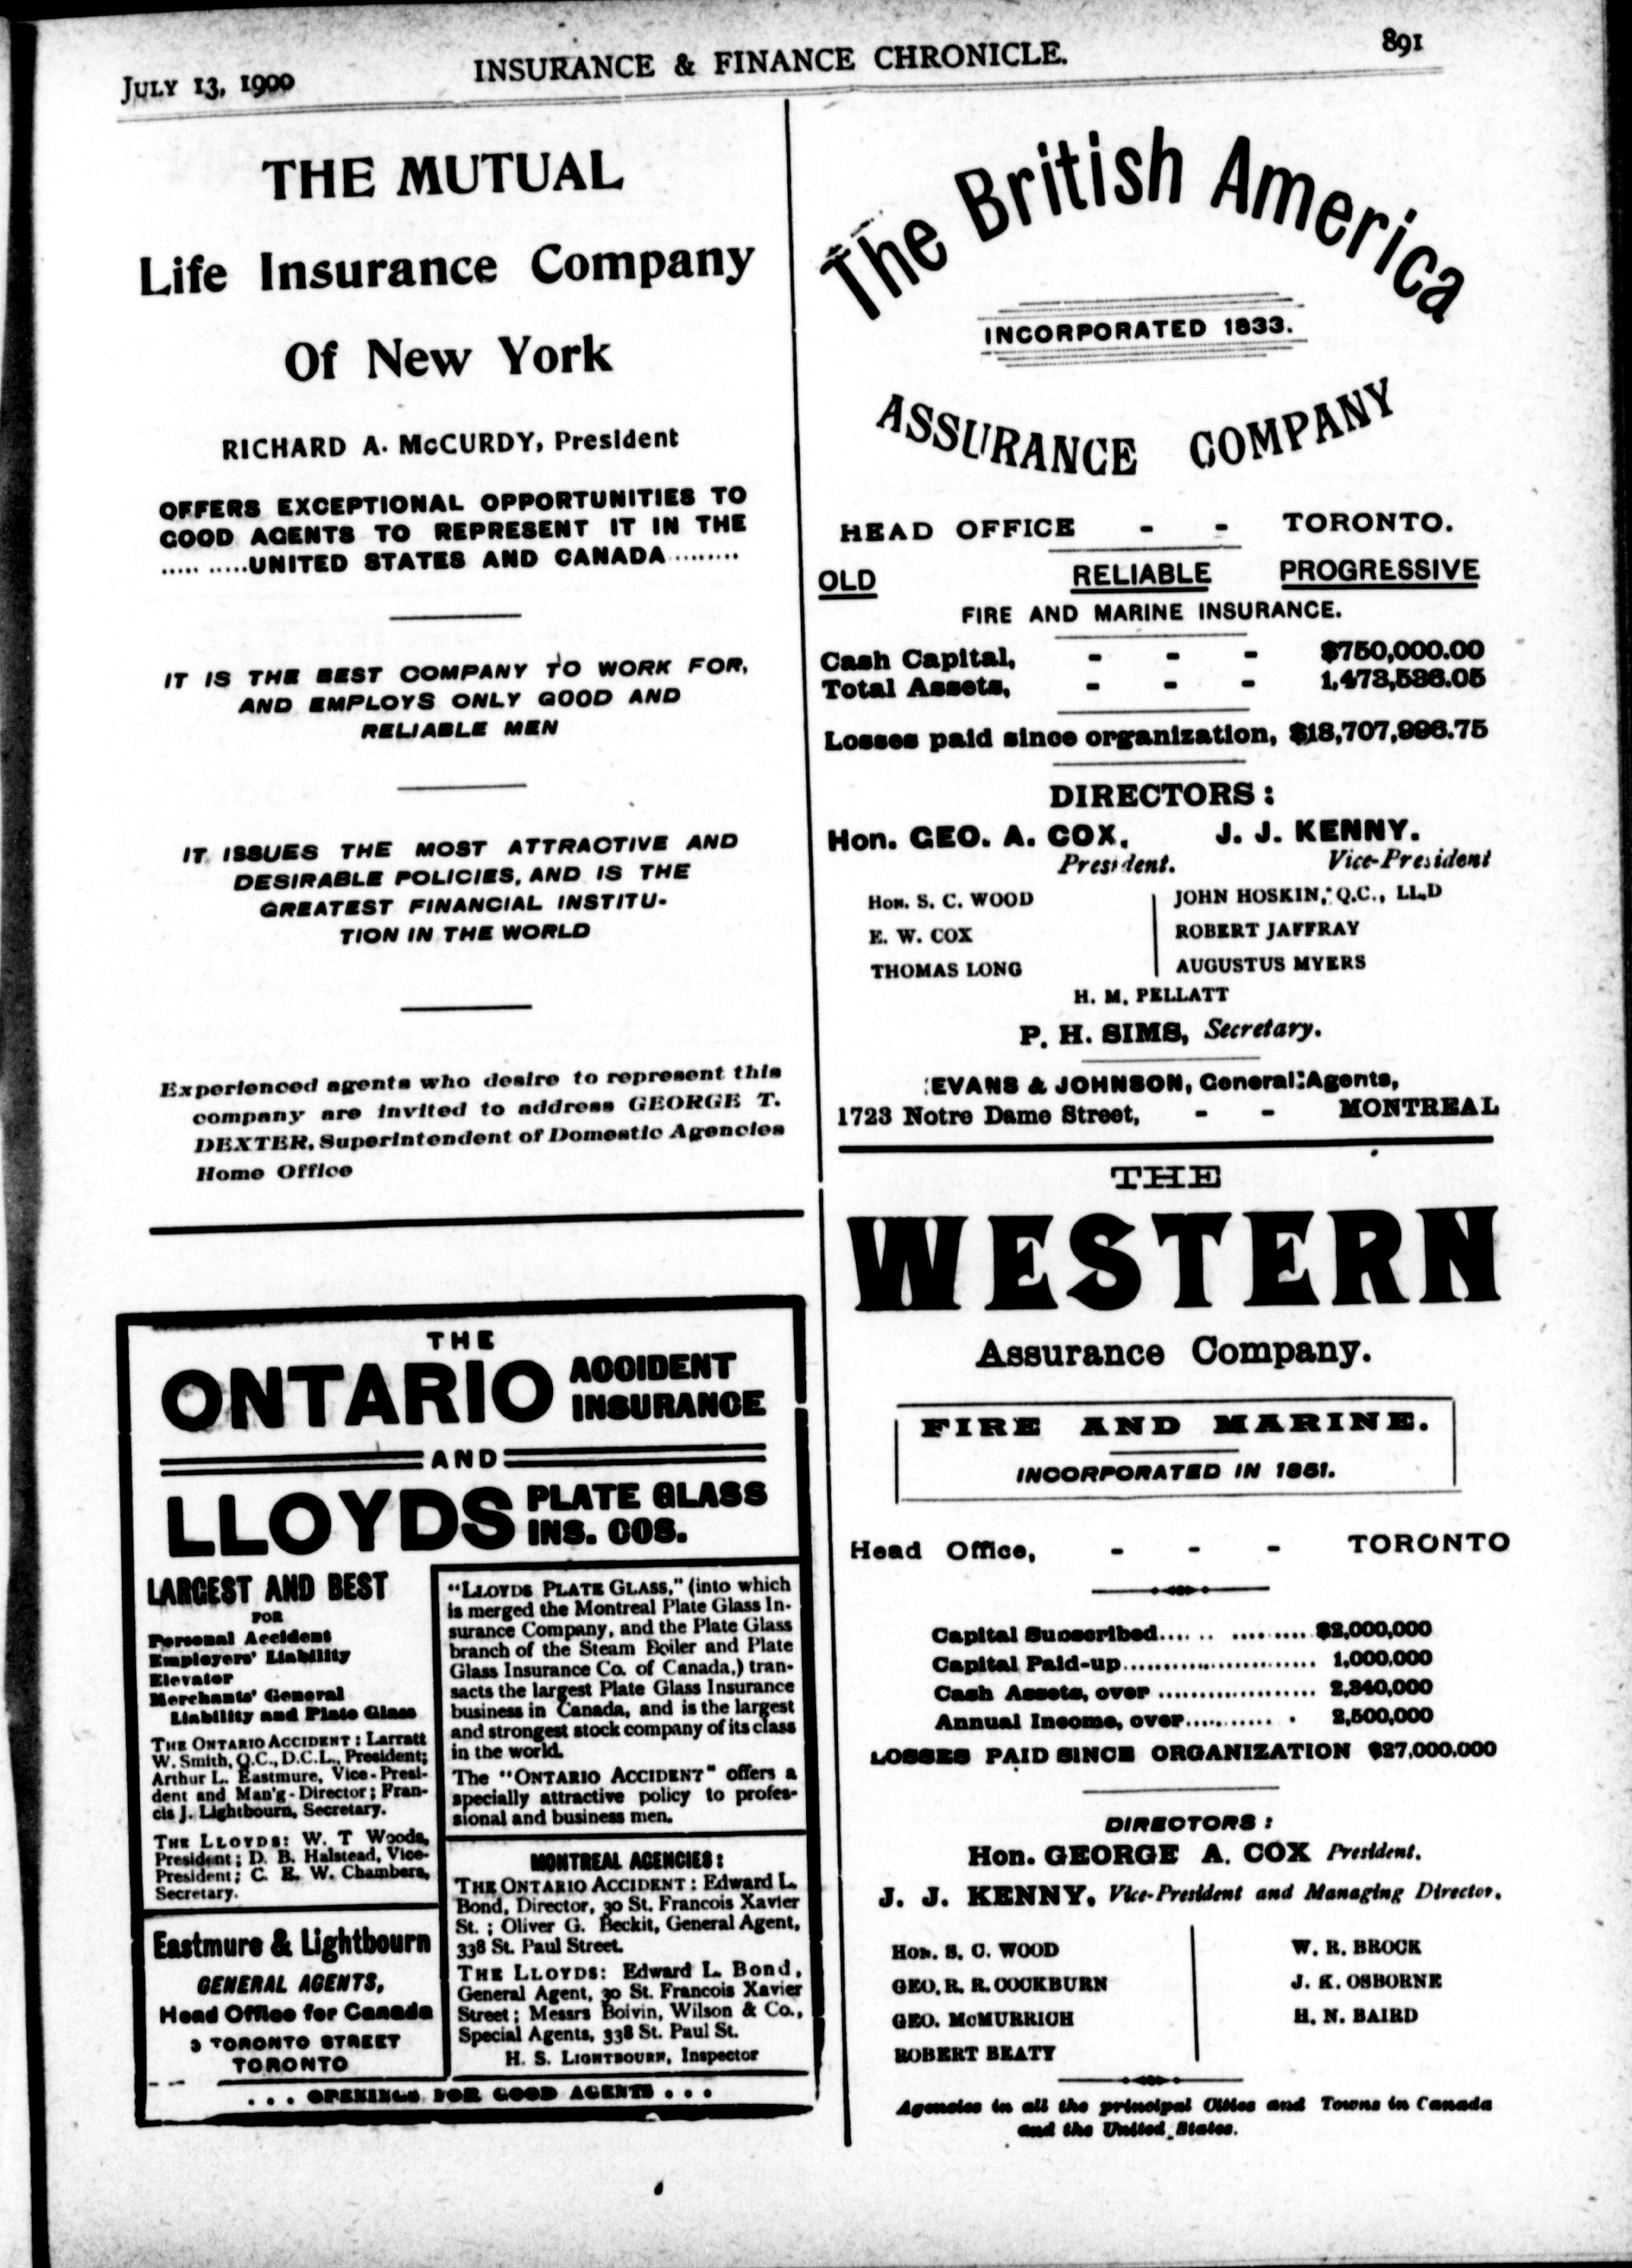 JULY 13, 1900
INSURANCE & FINANCE CHRONICLE.
891
THE MUTUAL
Life Insurance Company
Of New York
RICHARD A. McCURDY, President
OFFERS EXCEPTIONAL OPPORTUNITIES TO
GOOD AGENTS TO REPRESENT IT IN THE
..... .....UNITED STATES AND CANADA.........
IT IS THE BEST COMPANY TO WORK FOR,
AND EMPLOYS ONLY GOOD AND
RELIABLE MEN
IT ISSUES THE MOST ATTRACTIVE AND
DESIRABLE POLICIES, AND IS THE
GREATEST FINANCIAL INSTITU-
TION IN THE WORLD
Experienced agents who desire to represent this
company are invited to address GEORGE T.
DEXTER, Superintendent of Domestic Agencies
Home Office
THE
ONTARIO ACCIDENT
INSURANCE
AND
LLOYDS PLATE GLASS
INS. COS.
LARGEST AND BEST
FOR
Personal Accident
Employers' Liability
Elevator
Merchants' General
Liability and Plate Glass
THE ONTARIO ACCIDENT: Larratt
W. Smith, Q.C., D.C.L., President;
Arthur L. Eastmure, Vice-Presi-
dent and Man'g-Director; Fran-
cis J. Lightbourn, Secretary.
THE LLOYDS: W. T Woods,
President; D. B. Halstead, Vice-
President; C. E. W. Chambers,
Secretary.
Eastmure & Lightbourn
GENERAL AGENTS,
Head Office for Canada
3 TORONTO STREET
TORONTO
"LLOYDS PLATE GLASS," (into which
is merged the Montreal Plate Glass In-
surance Company, and the Plate Glass
branch of the Steam Boiler and Plate
Glass Insurance Co. of Canada,) tran-
sacts the largest Plate Glass Insurance
business in Canada, and is the largest
and strongest stock company of its class
in the world.
The "ONTARIO ACCIDENT" offers a
specially attractive policy to profes-
sional and business men.
MONTREAL AGENCIES:
THE ONTARIO ACCIDENT: Edward L.
Bond, Director, 30 St. Francois Xavier
St.; Oliver G. Beckit, General Agent,
338 St. Paul Street.
THE LLOYDS: Edward L. Bond,
General Agent, 30 St. Francois Xavier
Street; Messrs Boivin, Wilson & Co.,
Special Agents, 338 St. Paul St.
H. S. LIGHTBOURN, Inspector
... OPENINGS FOR GOOD AGENTS ...
The British America
INCORPORATED 1833.
ASSURANCE COMPANY
HEAD OFFICE - - TORONTO.
OLD RELIABLE PROGRESSIVE
FIRE AND MARINE INSURANCE.
Cash Capital, - - - $750,000.00
Total Assets, - - - 1,473,536.05
Losses paid since organization, $18,707,996.75
DIRECTORS:
Hon. GEO. A. COX, J. J. KENNY.
President. Vice-President
HON. S. C. WOOD JOHN HOSKIN, Q.C., LL.D
E. W. COX ROBERT JAFFRAY
THOMAS LONG AUGUSTUS MYERS
H. M. PELLATT
P. H. SIMS, Secretary.
EVANS & JOHNSON, General Agents,
1723 Notre Dame Street, - - MONTREAL
THE
WESTERN
Assurance Company.
FIRE AND MARINE.
INCORPORATED IN 1851.
Head Office, - - - TORONTO
Capital Subscribed........ ......... $2,000,000
Capital Paid-up........................ 1,000,000
Cash Assets, over .................... 2,340,000
Annual Income, over........... . 2,500,000
LOSSES PAID SINCE ORGANIZATION $27,000.000
DIRECTORS:
Hon. GEORGE A. COX President.
J. J. KENNY, Vice-President and Managing Director.
HON. S. C. WOOD W. R. BROCK
GEO. R. R. COCKBURN J. K. OSBORNE
GEO. McMURRICH H. N. BAIRD
ROBERT BEATY
Agencies in all the principal Cities and Towns in Canada
and the United States.